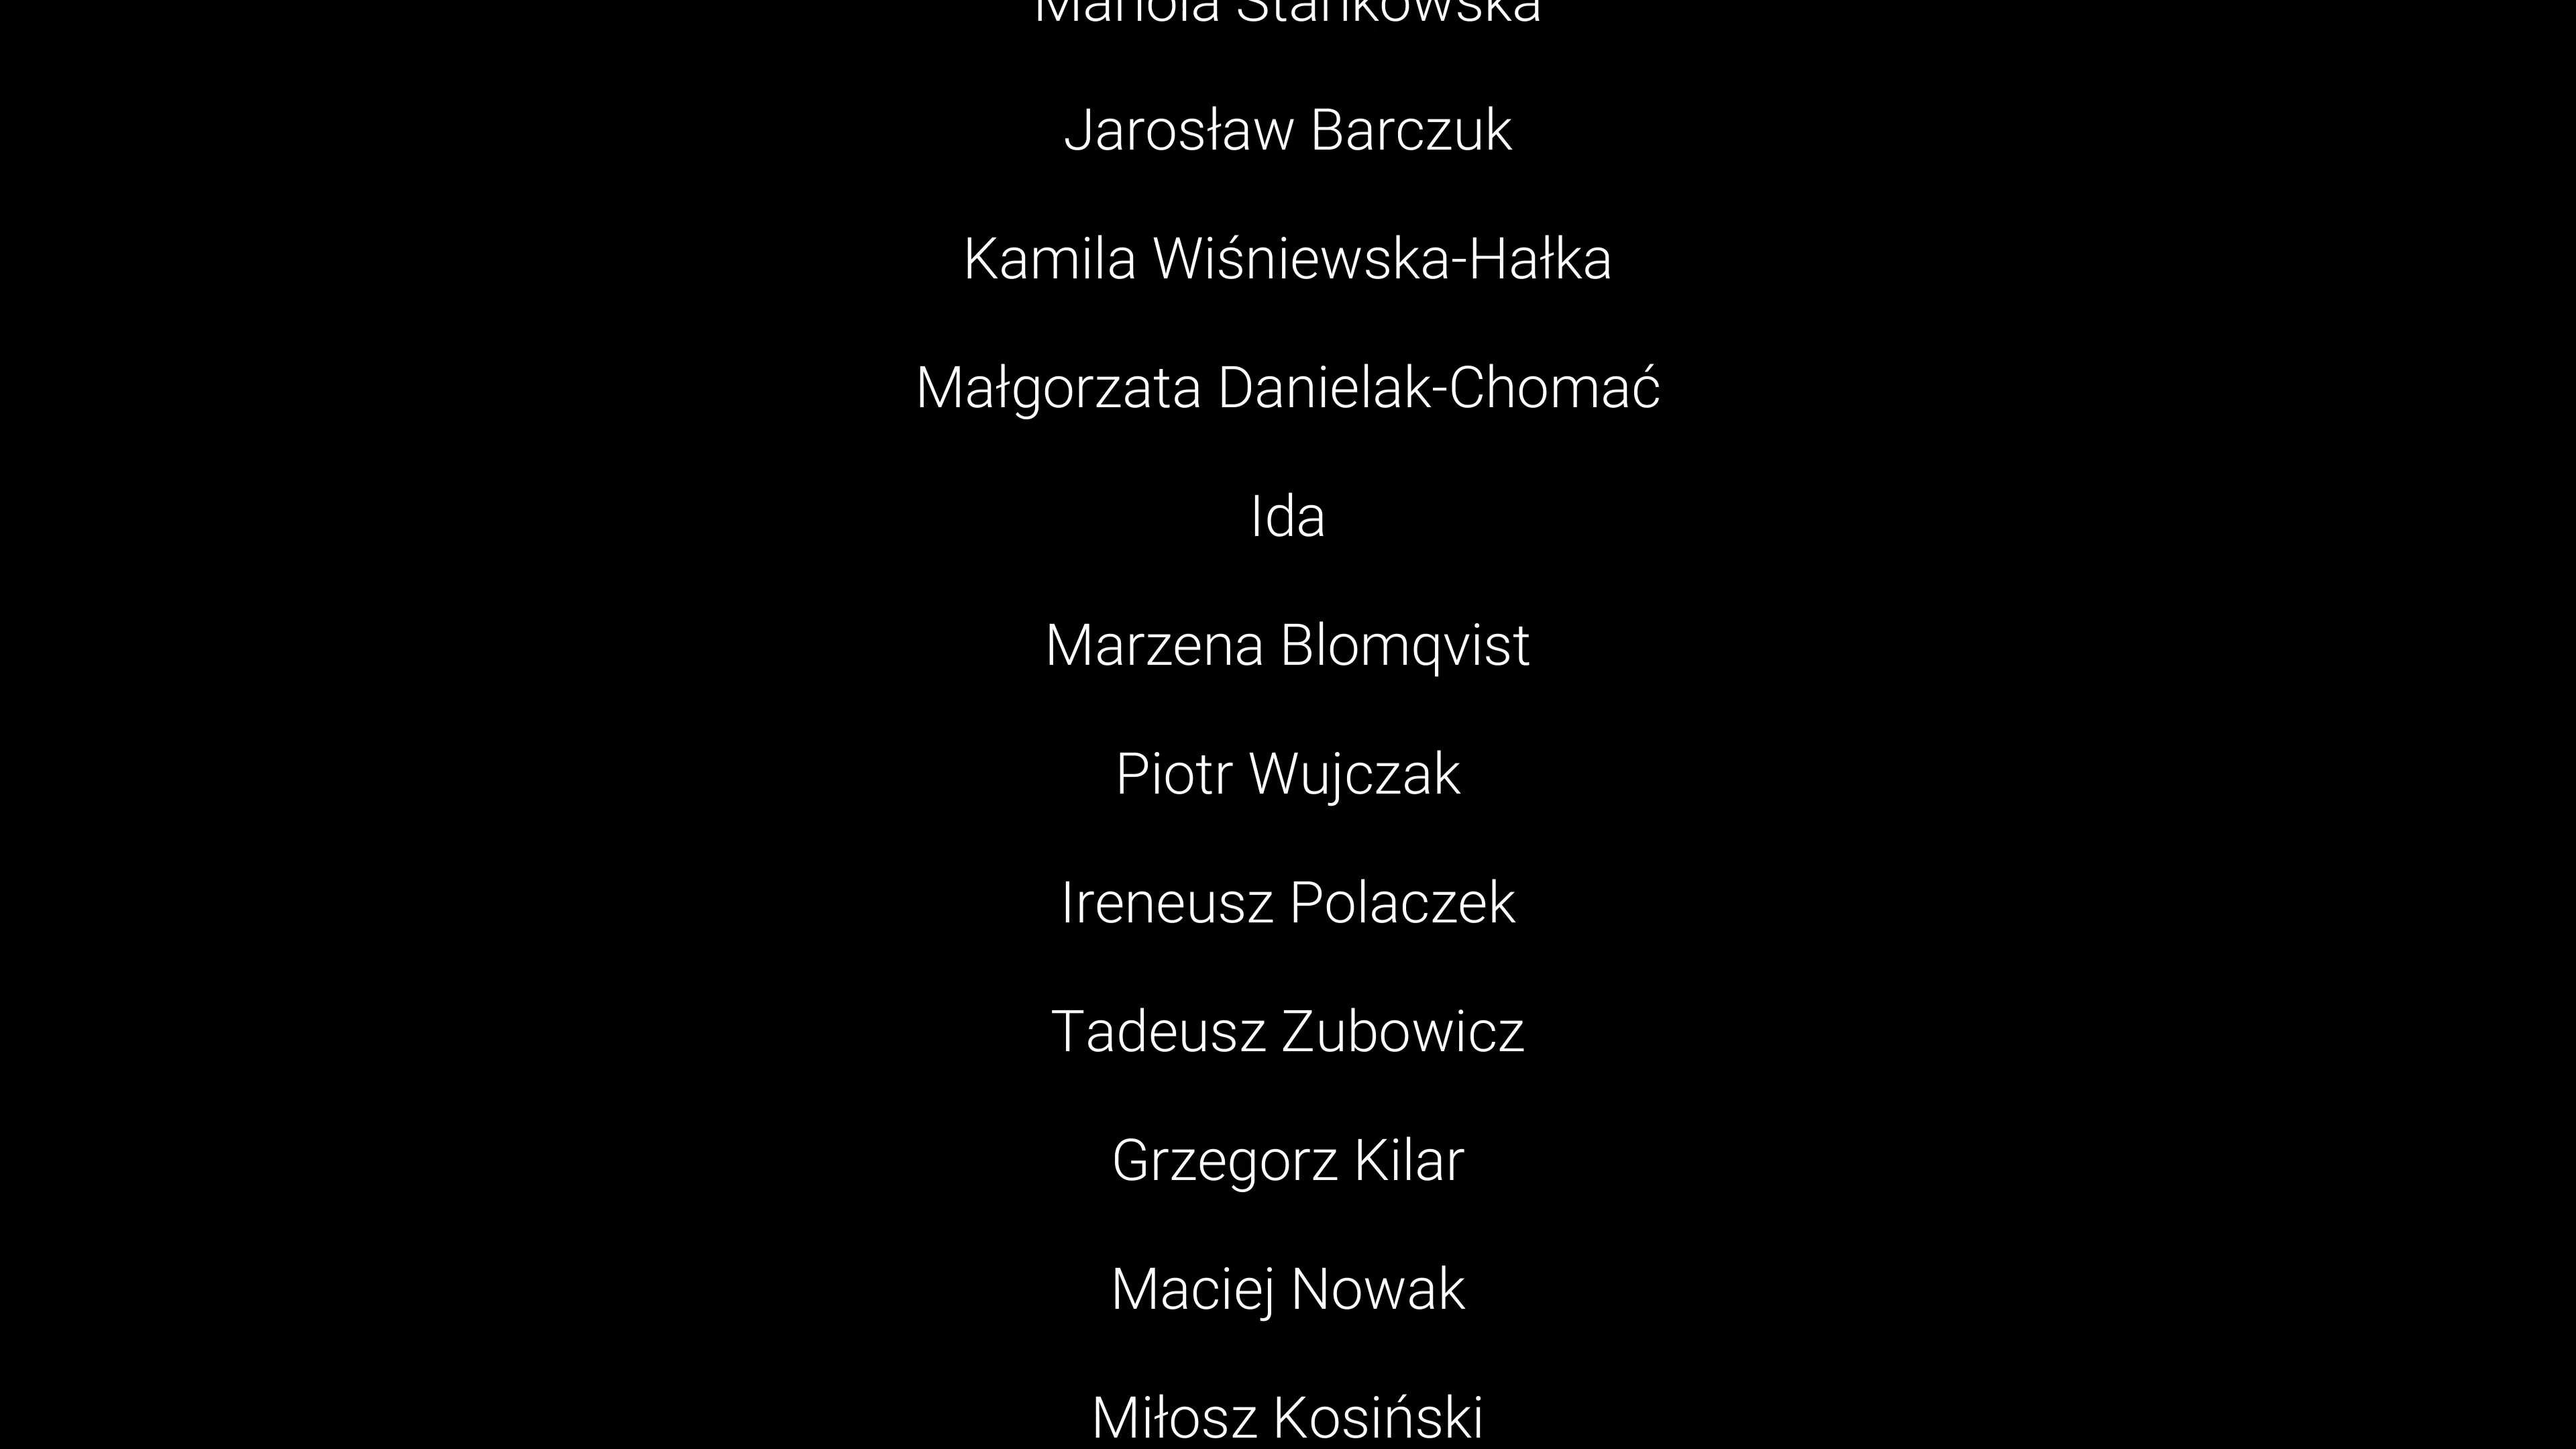 Stankowska
Jarosław Barczuk
Kamila Wiśniewska-Hałka
Małgorzata Danielak-Chomać
Ida
Marzena Blomqvist
Piotr Wujczak
Ireneusz Polaczek
Tadeusz Zubowicz
Grzegorz Kilar
Maciej Nowak
Miłosz Kosiński